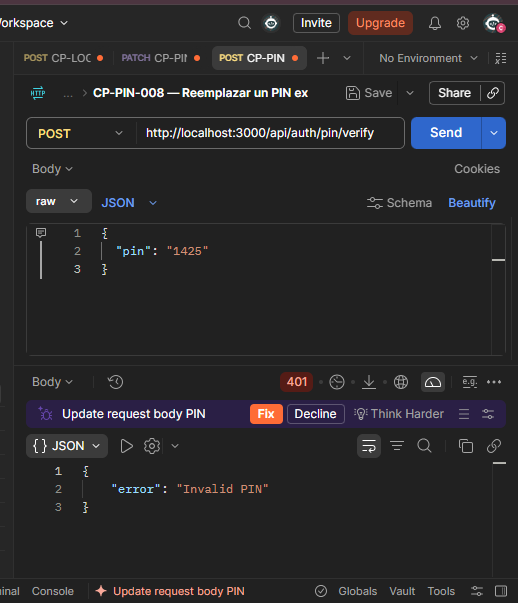 orkspace
Invite
Upgrade
POST CP-LOC
PATCH CP-PIN
POST CP-PIN
No Environment
HTTP
... > CP-PIN-008 — Reemplazar un PIN ex
Save
Share
POST
http://localhost:3000/api/auth/pin/verify
Send
Body
Cookies
raw
JSON
Schema
Beautify
1 {
2 "pin": "1425"
3 }
Body
401
e.g.
Update request body PIN
Fix
Decline
Think Harder
{} JSON
1 {
2 "error": "Invalid PIN"
3 }
inal
Console
Update request body PIN
Globals
Vault
Tools